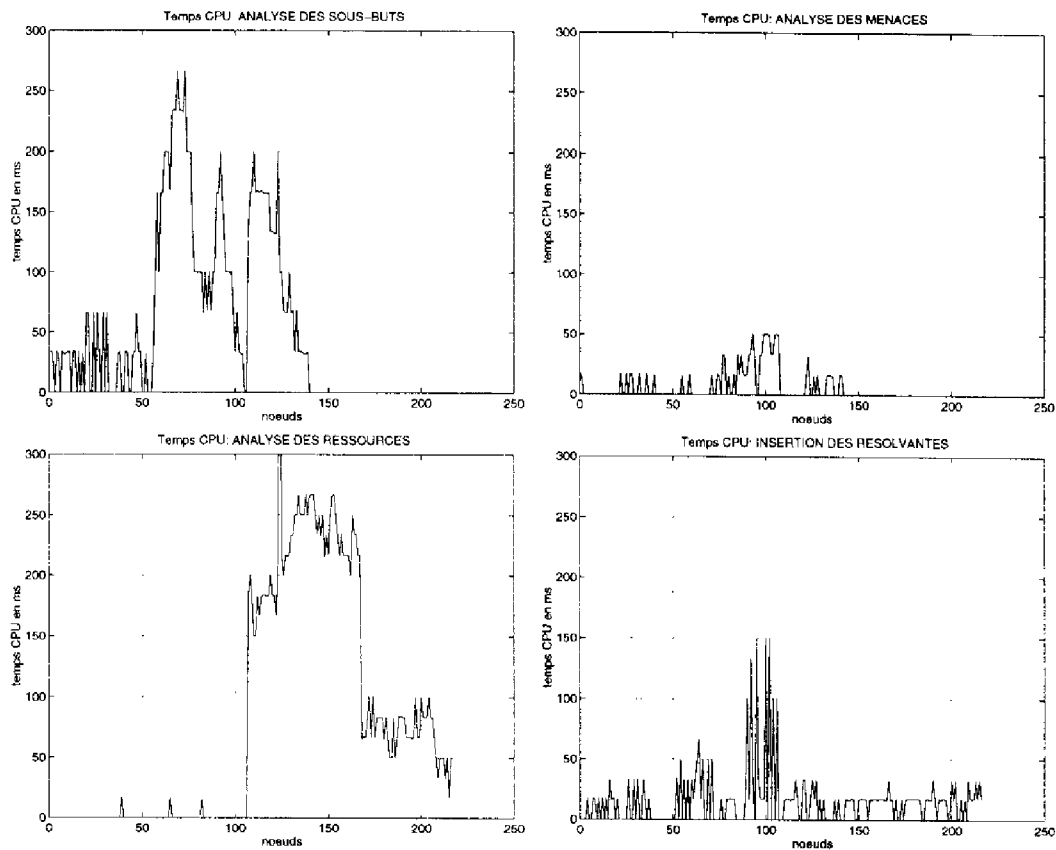 Temps CPU: ANALYSE DES SOUS-BUTS
300
250
200
150
100
50
0
temps CPU en ms
0 50 100 150 200 250
noeuds
Temps CPU: ANALYSE DES MENACES
300
250
200
150
100
50
0
temps CPU en ms
0 50 100 150 200 250
noeuds
Temps CPU: ANALYSE DES RESSOURCES
300
250
200
150
100
50
0
temps CPU en ms
0 50 100 150 200 250
noeuds
Temps CPU: INSERTION DES RESOLVANTES
300
250
200
150
100
50
0
temps CPU en ms
0 50 100 150 200 250
noeuds